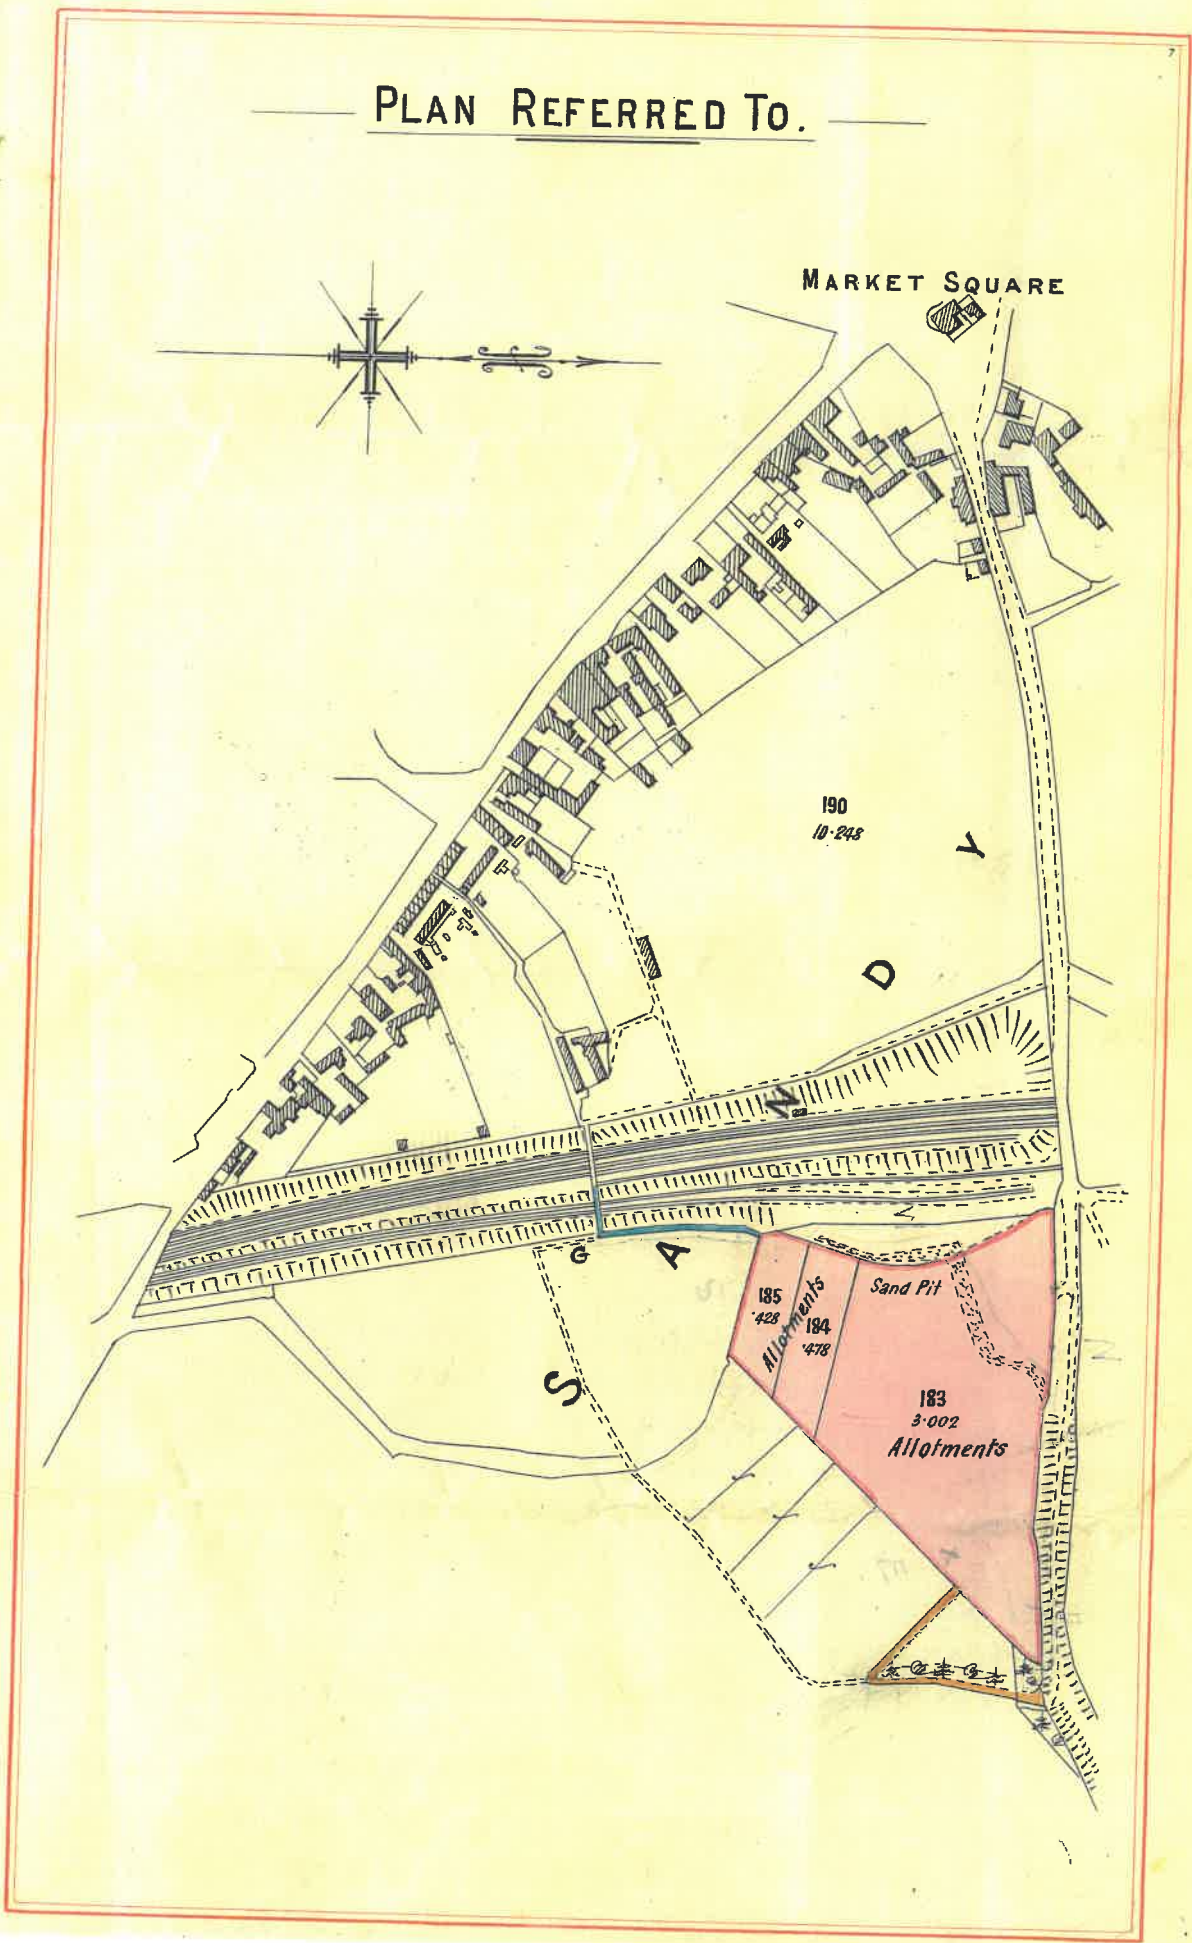 PLAN REFERRED TO.
MARKET SQUARE
190
10·248
SANDY
G
185
·428
Allotments
184
·478
Sand Pit
183
3·002
Allotments